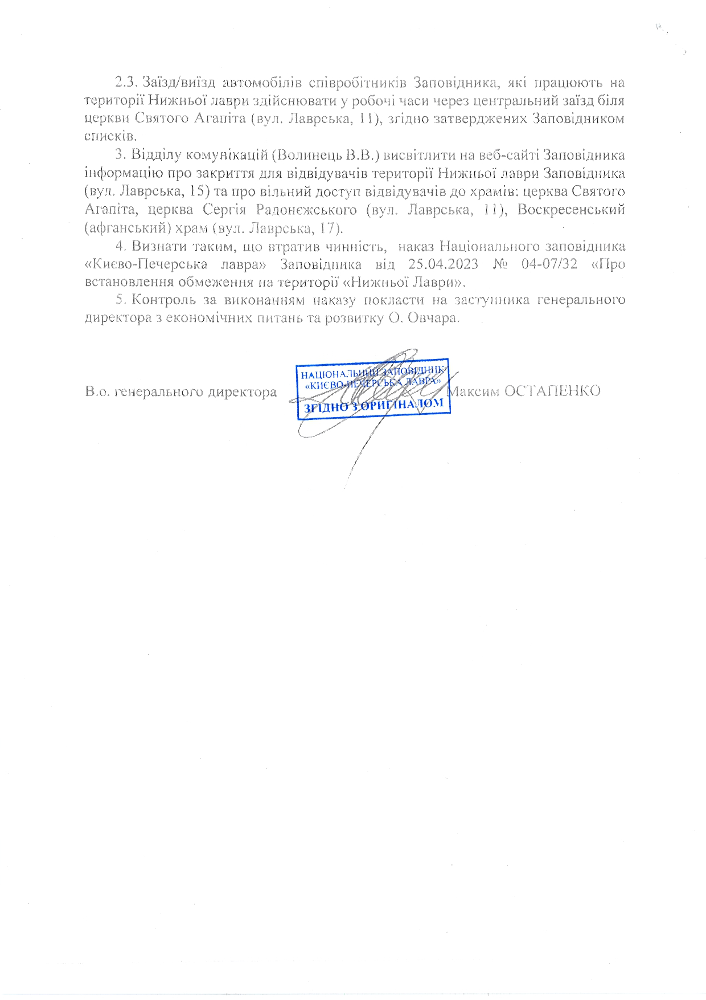 2.3. Заїзд/виїзд автомобілів співробітників Заповідника, які працюють на
території Нижньої лаври здійснювати у робочі часи через центральний заїзд біля
церкви Святого Агапіта (вул. Лаврська, 11), згідно затверджених Заповідником
списків.
3. Відділу комунікацій (Волинець В.В.) висвітлити на веб-сайті Заповідника
інформацію про закриття для відвідувачів території Нижньої лаври Заповідника
(вул. Лаврська, 15) та про вільний доступ відвідувачів до храмів: церква Святого
Агапіта, церква Сергія Радонєжського (вул. Лаврська, 11), Воскресенський
(афганський) храм (вул. Лаврська, 17).
4. Визнати таким, що втратив чинність, наказ Національного заповідника
«Києво-Печерська лавра» Заповідника від 25.04.2023 № 04-07/32 «Про
встановлення обмеження на території «Нижньої Лаври».
5. Контроль за виконанням наказу покласти на заступника генерального
директора з економічних питань та розвитку О. Овчара.
НАЦІОНАЛЬНИЙ ЗАПОВІДНИК
«КИЄВО-ПЕЧЕРСЬКА ЛАВРА»
ЗГІДНО З ОРИГІНАЛОМ
В.о. генерального директора Максим ОСТАПЕНКО